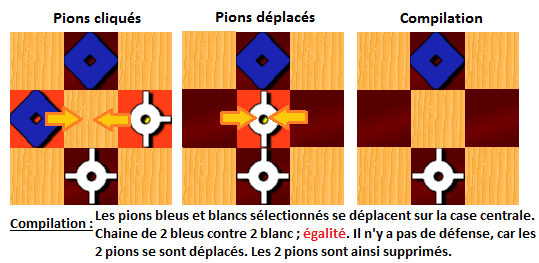 Pions cliqués
Pions déplacés
Compilation
Compilation : Les pions bleus et blancs sélectionnés se déplacent sur la case centrale.
Chaine de 2 bleus contre 2 blanc ; égalité. Il n'y a pas de défense, car les
2 pions se sont déplacés. Les 2 pions sont ainsi supprimés.